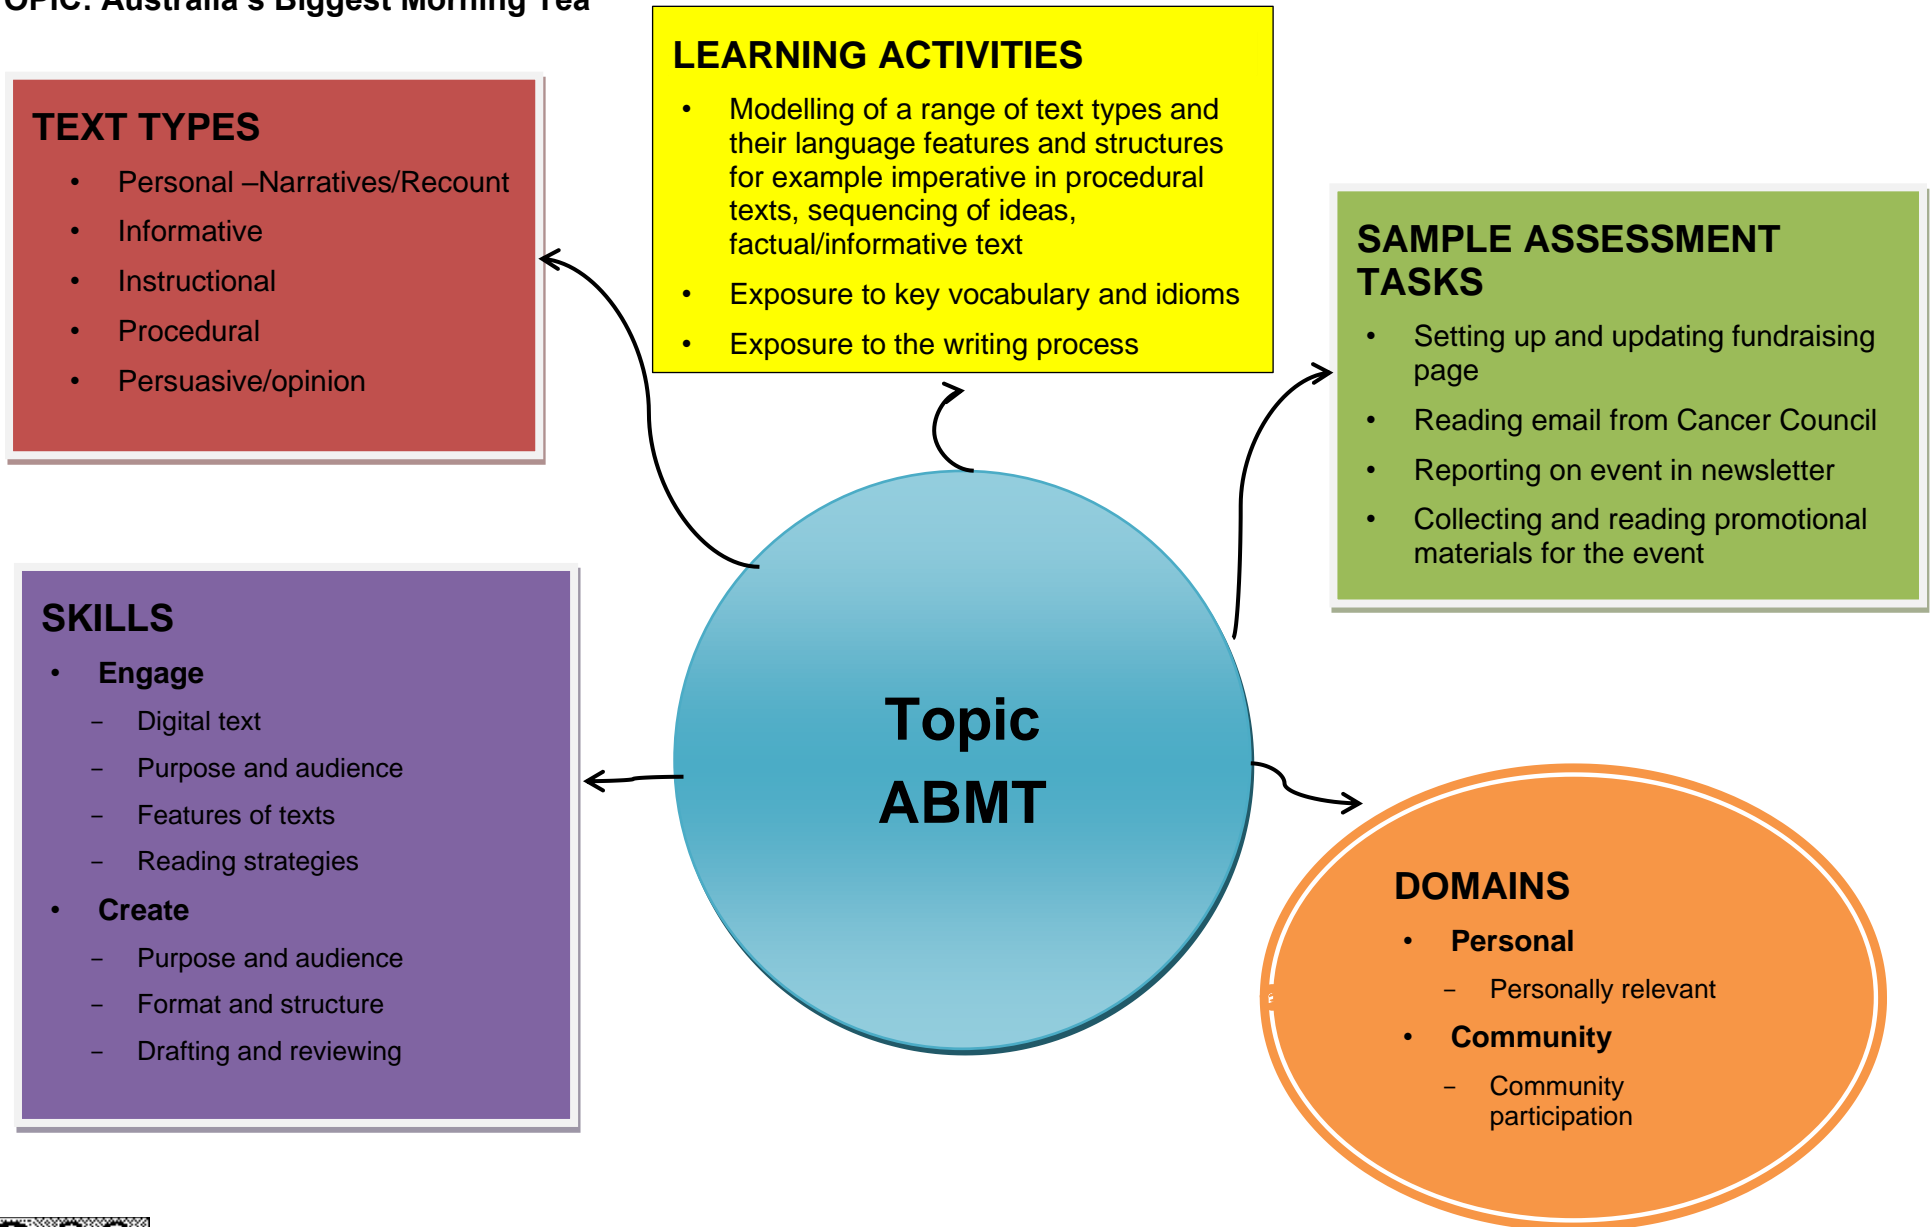 OPIC: Australia's Biggest Morning Tea
LEARNING ACTIVITIES
• Modelling of a range of text types and
their language features and structures
for example imperative in procedural
texts, sequencing of ideas,
factual/informative text
• Exposure to key vocabulary and idioms
• Exposure to the writing process
TEXT TYPES
• Personal –Narratives/Recount
• Informative
• Instructional
• Procedural
• Persuasive/opinion
SAMPLE ASSESSMENT
TASKS
• Setting up and updating fundraising
page
• Reading email from Cancer Council
• Reporting on event in newsletter
• Collecting and reading promotional
materials for the event
SKILLS
• Engage
– Digital text
– Purpose and audience
– Features of texts
– Reading strategies
• Create
– Purpose and audience
– Format and structure
– Drafting and reviewing
Topic
ABMT
DOMAINS
• Personal
– Personally relevant
• Community
– Community
participation